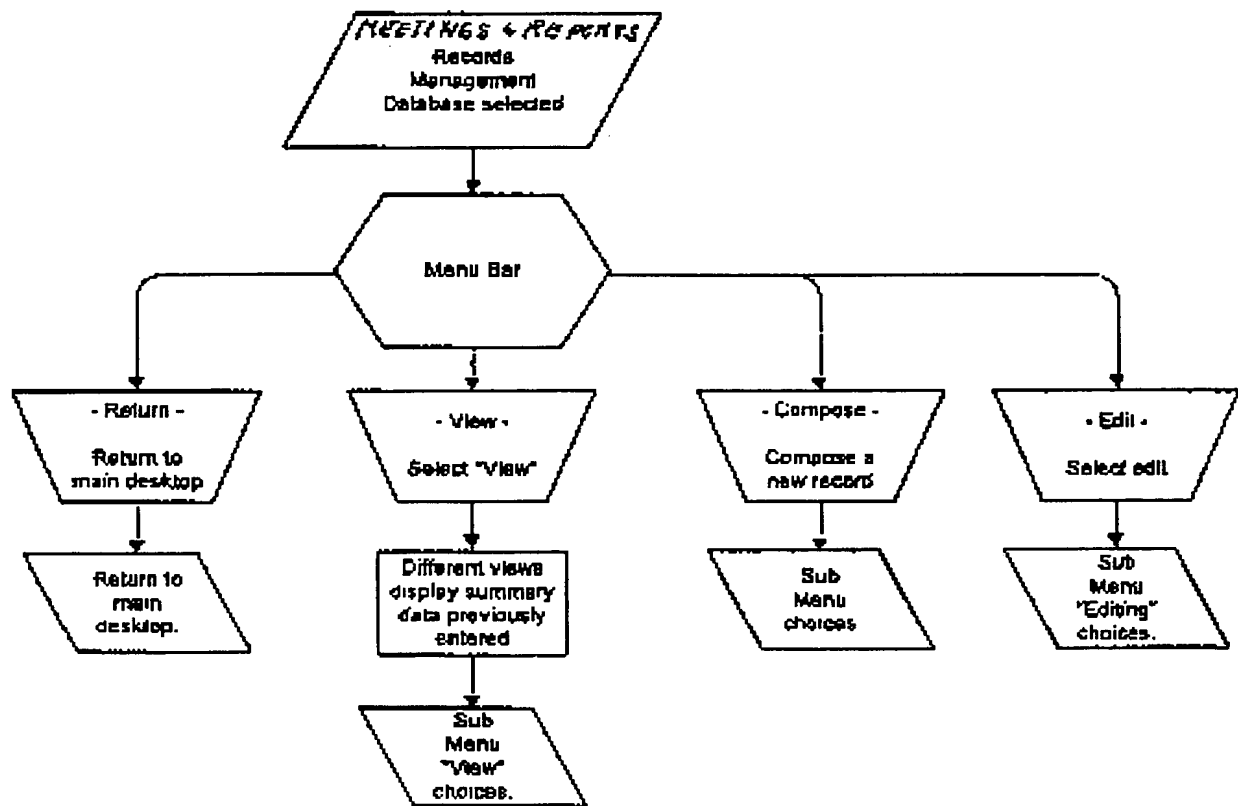 MEETINGS & REPORTS
Records
Management
Database selected
Menu Bar
- Return -
Return to
main desktop
- View -
Select "View"
- Compose -
Compose a
new record
- Edit -
Select edit
Return to
main
desktop.
Different views
display summary
data previously
entered
Sub
Menu
choices
Sub
Menu
"Editing"
choices.
Sub
Menu
"View"
choices.